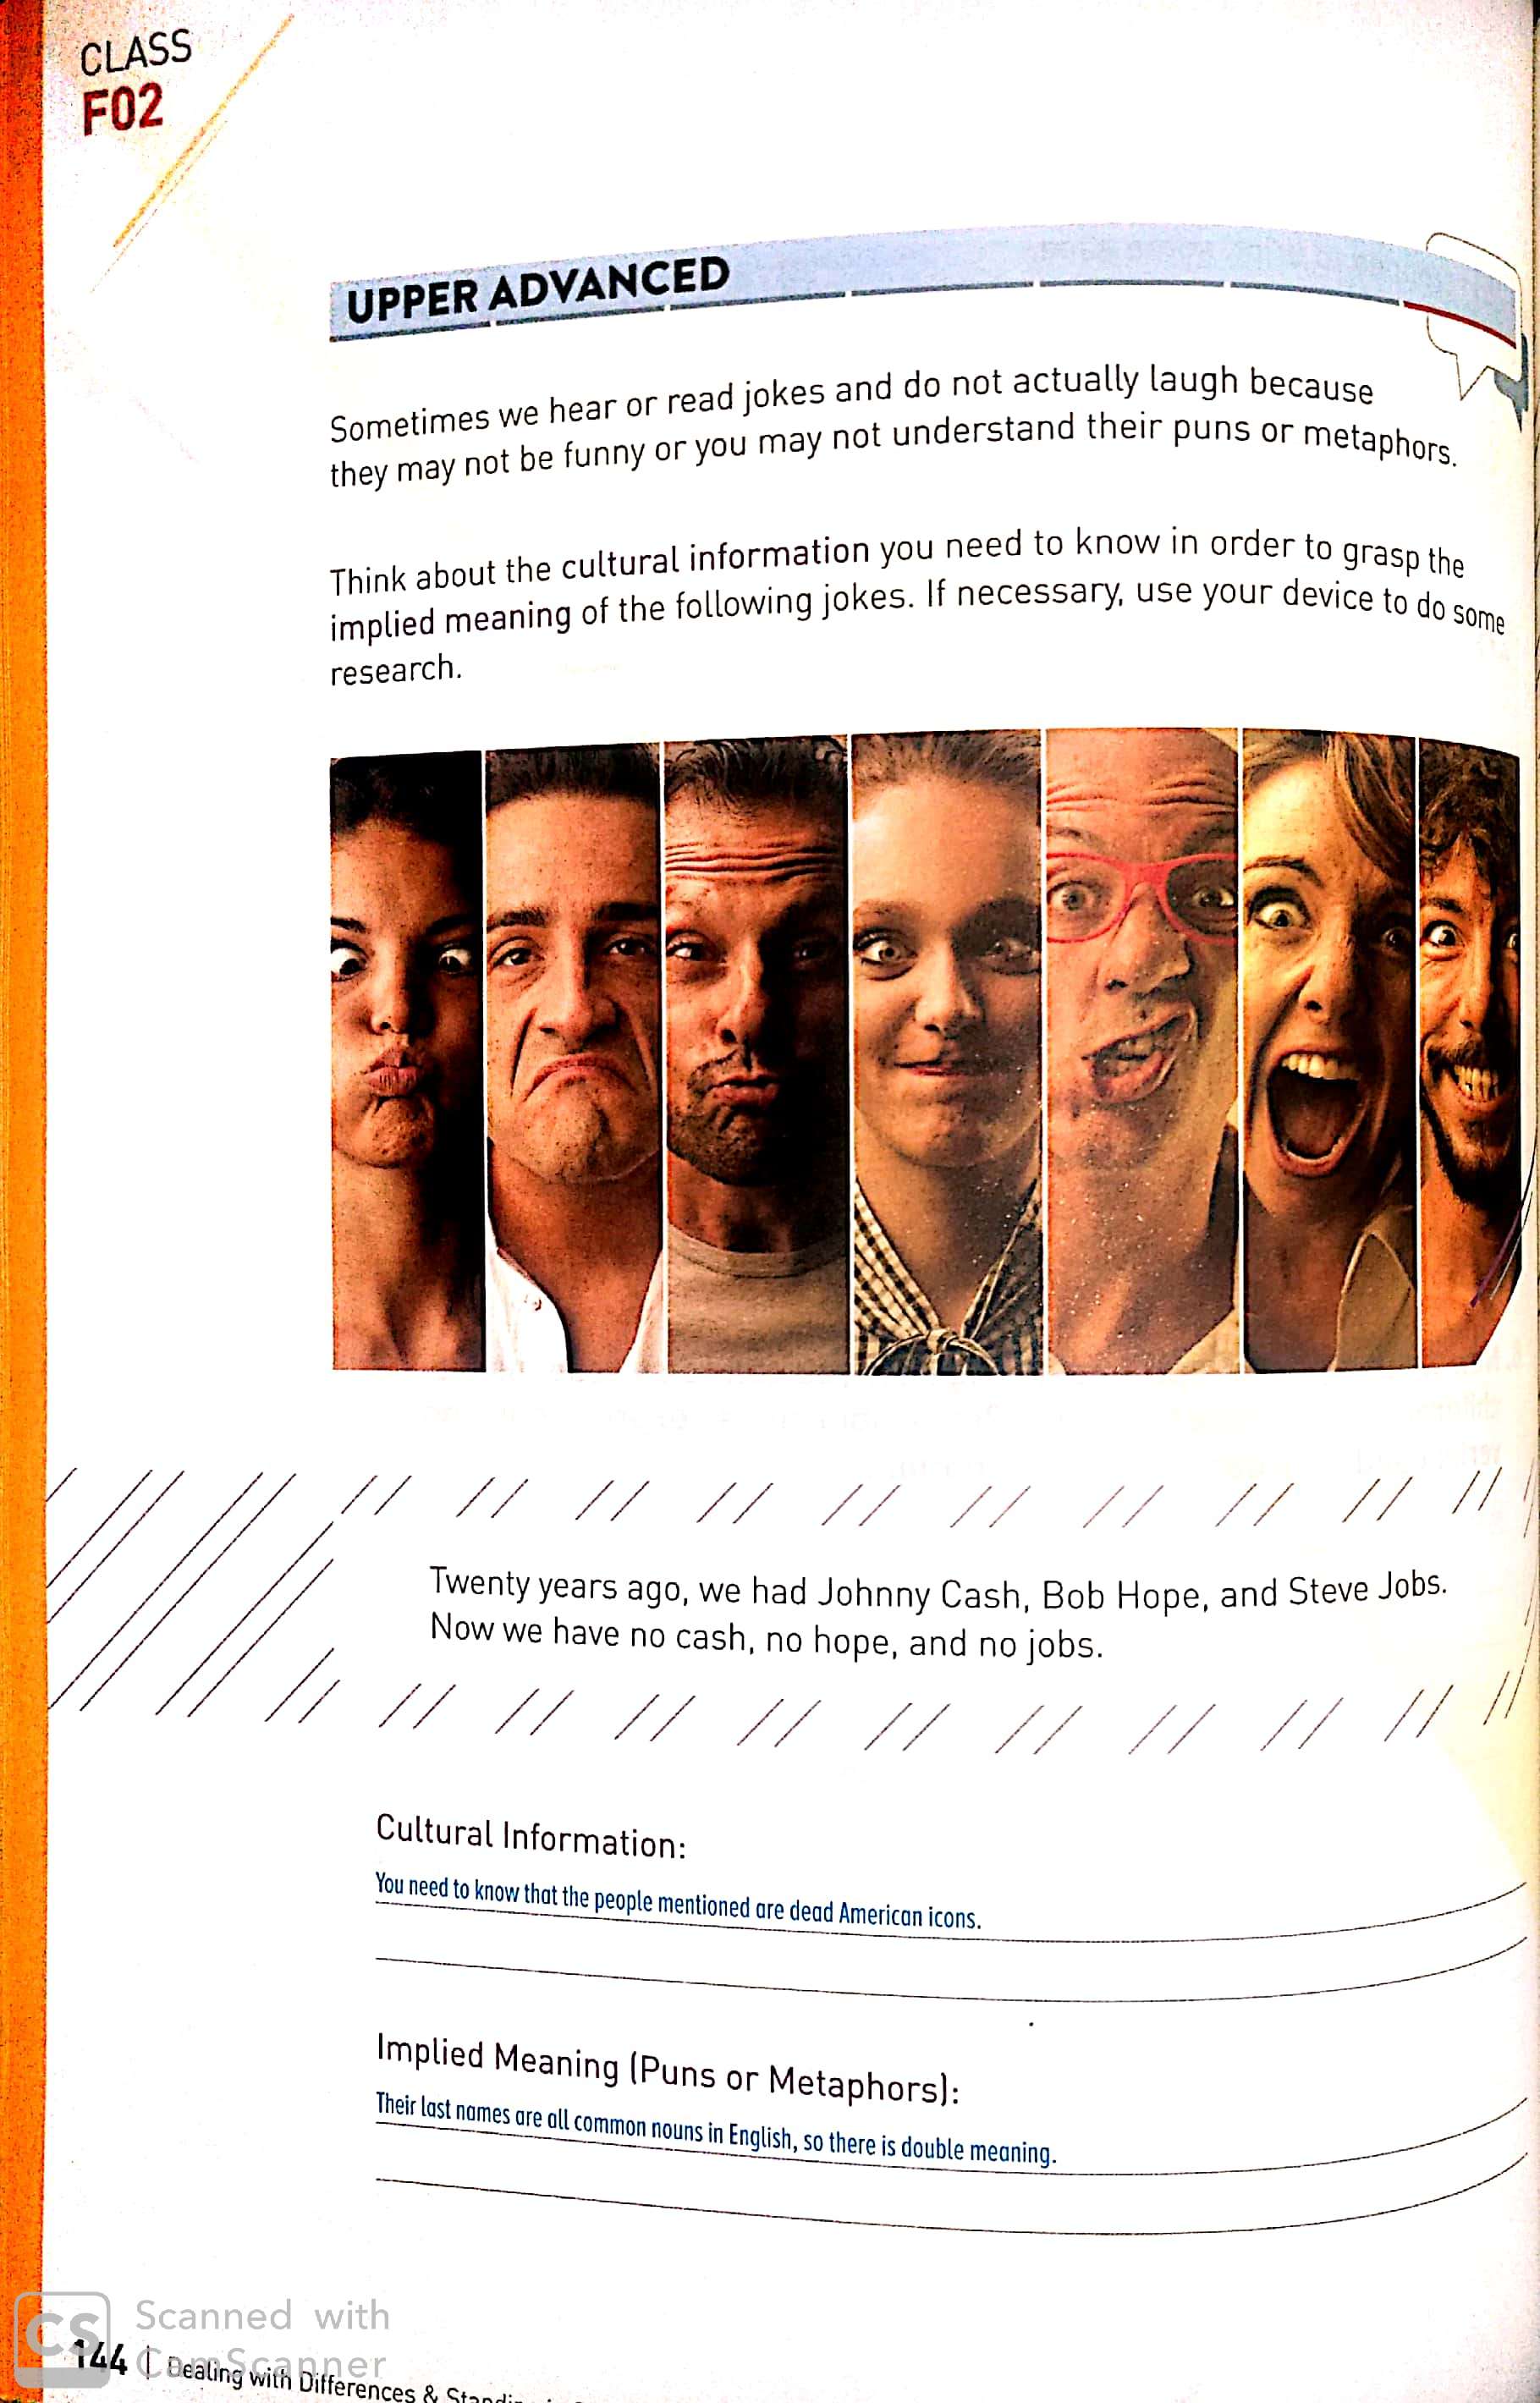 CLASS
F02
UPPER ADVANCED
Sometimes we hear or read jokes and do not actually laugh because
they may not be funny or you may not understand their puns or metaphors.
Think about the cultural information you need to know in order to grasp the
implied meaning of the following jokes. If necessary, use your device to do some
research.
Twenty years ago, we had Johnny Cash, Bob Hope, and Steve Jobs.
Now we have no cash, no hope, and no jobs.
Cultural Information:
You need to know that the people mentioned are dead American icons.
Implied Meaning (Puns or Metaphors):
Their last names are all common nouns in English, so there is double meaning.
CS
Scanned with
CamScanner
144 | Dealing with Differences &